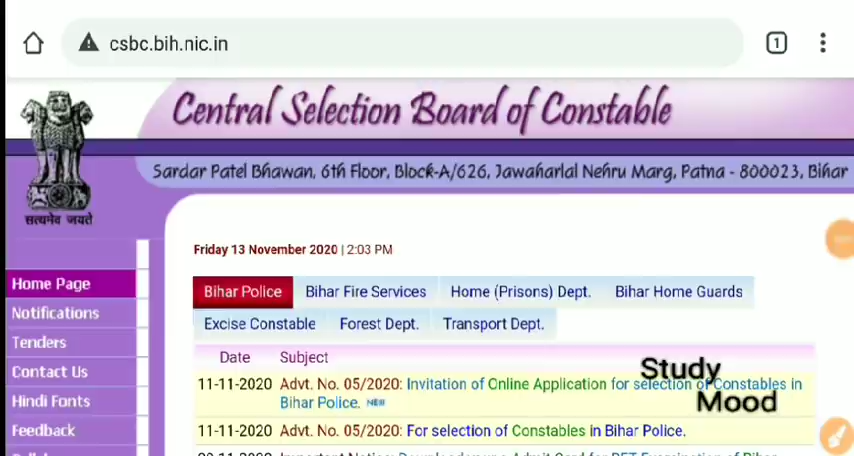 csbc.bih.nic.in
1
Central Selection Board of Constable
Sardar Patel Bhawan, 6th Floor, Block-A/626, Jawaharlal Nehru Marg, Patna - 800023, Bihar
सत्यमेव जयते
Friday 13 November 2020 | 2:03 PM
Home Page
Notifications
Tenders
Contact Us
Hindi Fonts
Feedback
Bihar Police Bihar Fire Services Home (Prisons) Dept. Bihar Home Guards
Excise Constable Forest Dept. Transport Dept.
Date Subject
11-11-2020 Advt. No. 05/2020: Invitation of Online Application for selection of Constables in
Bihar Police. NEW
11-11-2020 Advt. No. 05/2020: For selection of Constables in Bihar Police.
Study
Mood